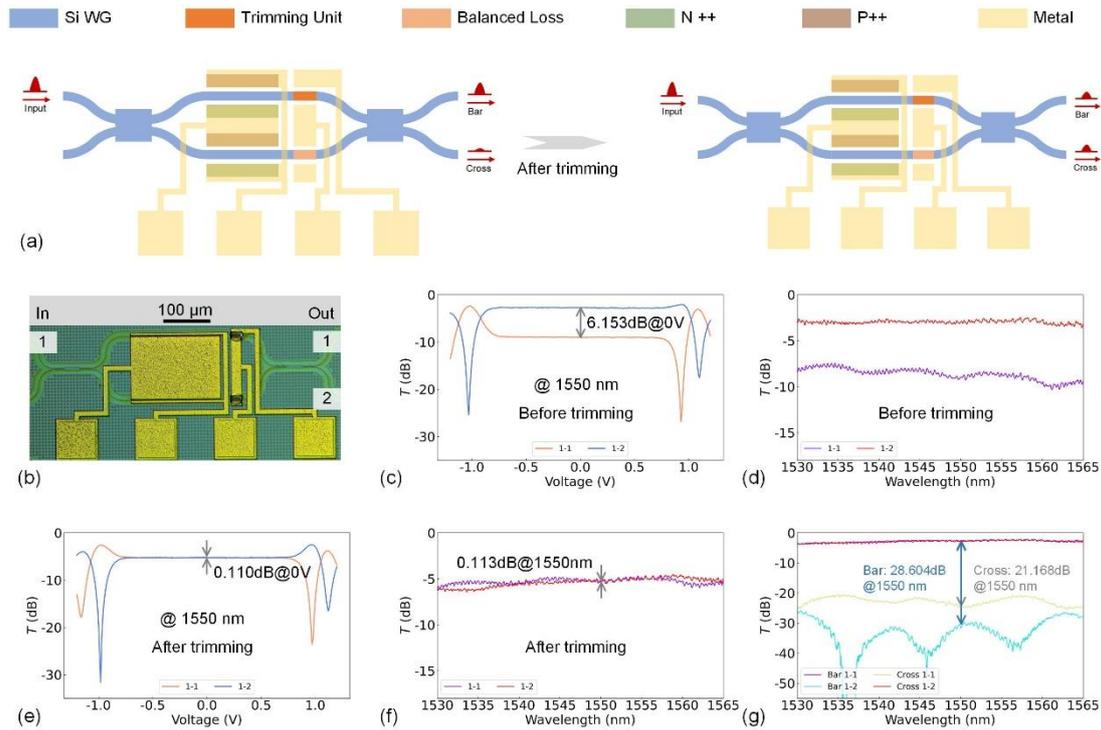 Si WG Trimming Unit Balanced Loss N ++ P++ Metal
Input Bar Input Bar
Cross Cross
After trimming
(a)
100 μm
In Out
1 1
2
(b)
0
-10
-20
-30
T (dB)
6.153dB@0V
@ 1550 nm
Before trimming
1-1 1-2
-1.0 -0.5 0.0 0.5 1.0
Voltage (V)
(c)
0
-5
-10
-15
T (dB)
Before trimming
1-1 1-2
1530 1535 1540 1545 1550 1555 1560 1565
Wavelength (nm)
(d)
0
-10
-20
-30
T (dB)
0.110dB@0V
@ 1550 nm
After trimming
1-1 1-2
-1.0 -0.5 0.0 0.5 1.0
Voltage (V)
(e)
0
-5
-10
-15
T (dB)
0.113dB@1550nm
After trimming
1-1 1-2
1530 1535 1540 1545 1550 1555 1560 1565
Wavelength (nm)
(f)
0
-10
-20
-30
-40
-50
T (dB)
Bar: 28.604dB Cross: 21.168dB
@1550 nm @1550 nm
Bar 1-1 Cross 1-1
Bar 1-2 Cross 1-2
1530 1535 1540 1545 1550 1555 1560 1565
Wavelength (nm)
(g)